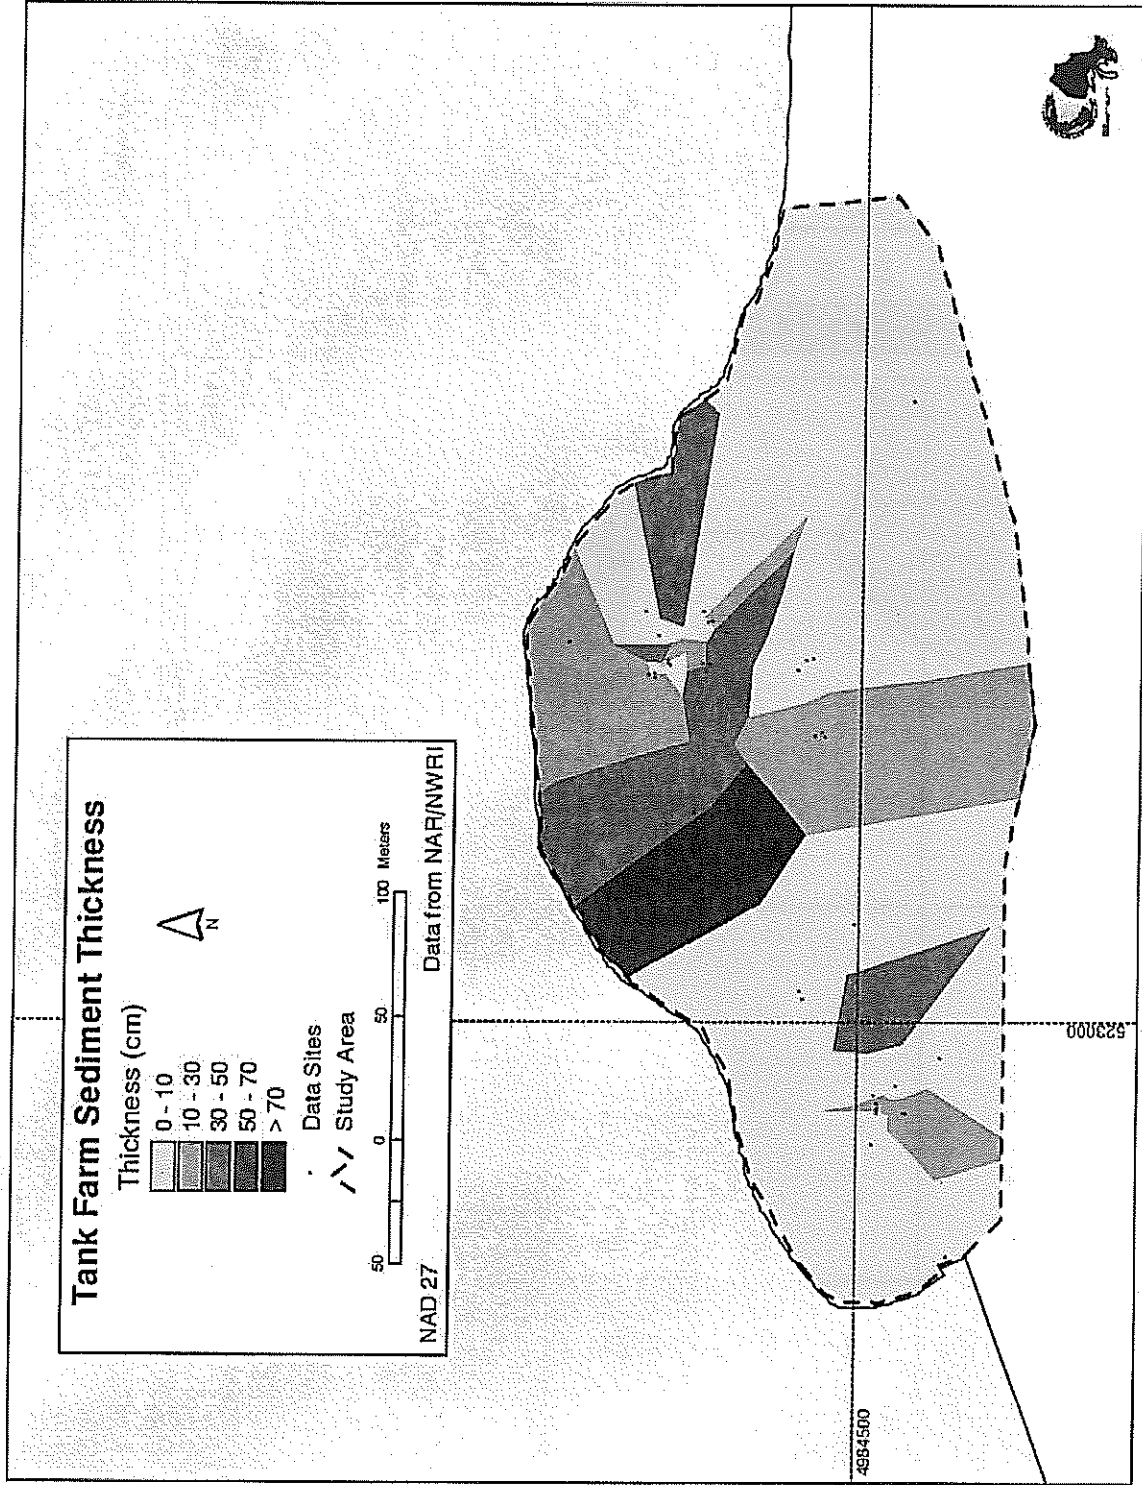 Tank Farm Sediment Thickness
Thickness (cm)
0 - 10
10 - 30
30 - 50
50 - 70
> 70
Data Sites
Study Area
N
50 0 50 100 Meters
NAD 27
Data from NAR/NWRI
4984500
523000